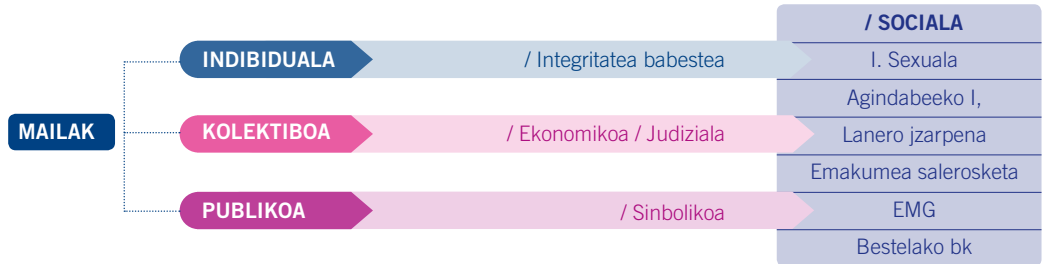 MAILAK
INDIBIDUALA
/ Integritatea babestea
KOLEKTIBOA
/ Ekonomikoa / Judiziala
PUBLIKOA
/ Sinbolikoa
/ SOCIALA
I. Sexuala
Agindabeeko I,
Lanero jzarpena
Emakumea salerosketa
EMG
Bestelako bk